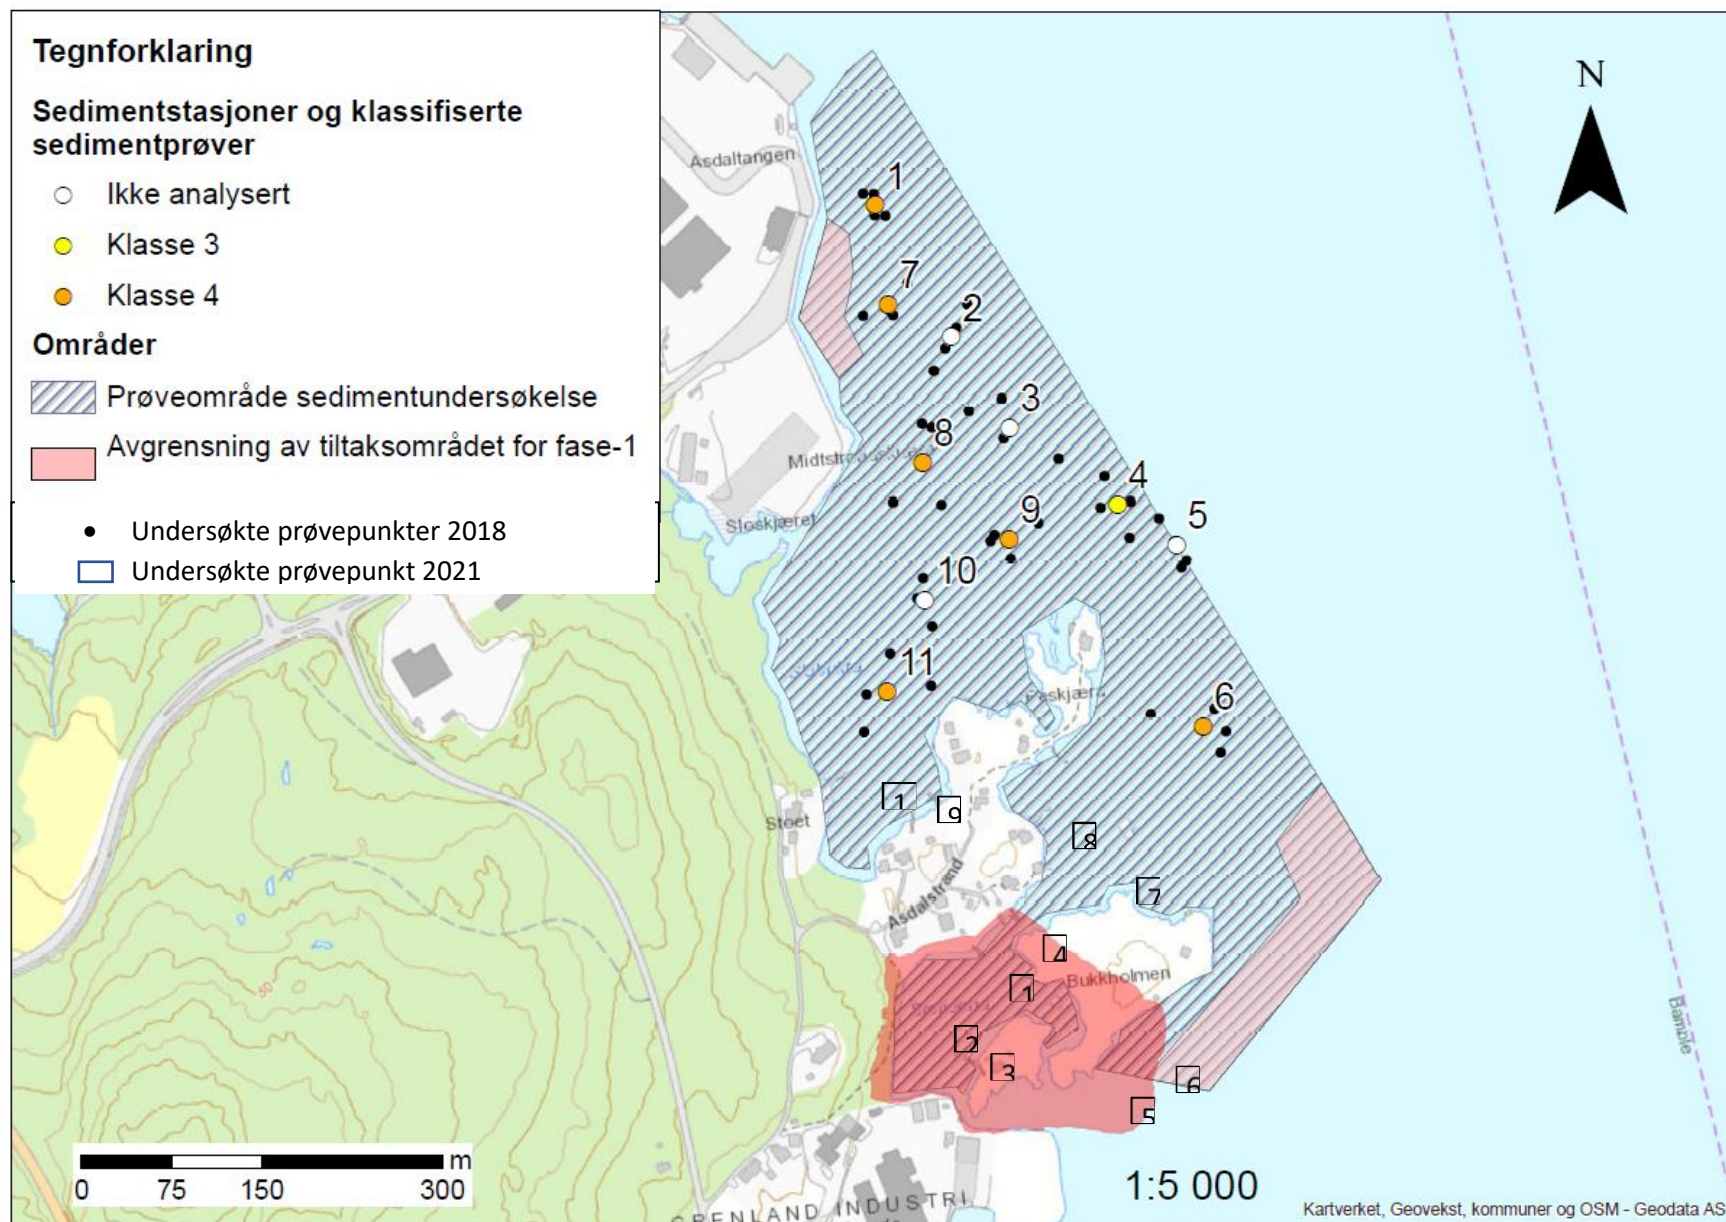 Tegnforklaring
Sedimentstasjoner og klassifiserte
sedimentprøver
Ikke analysert
Klasse 3
Klasse 4
Områder
Prøveområde sedimentundersøkelse
Avgrensning av tiltaksområdet for fase-1
Undersøkte prøvepunkter 2018
Undersøkte prøvepunkt 2021
N
Asdaltangen
1
7
2
3
8
4
Sloskjæret
9
5
10
11
6
1
9
Stoet
8
Asdalstrand
7
4
Bukkholmen
1
2
3
6
5
Bamble
50
m
0 75 150 300
1:5 000
GRENLAND INDUSTRI
Kartverket, Geovekst, kommuner og OSM - Geodata AS